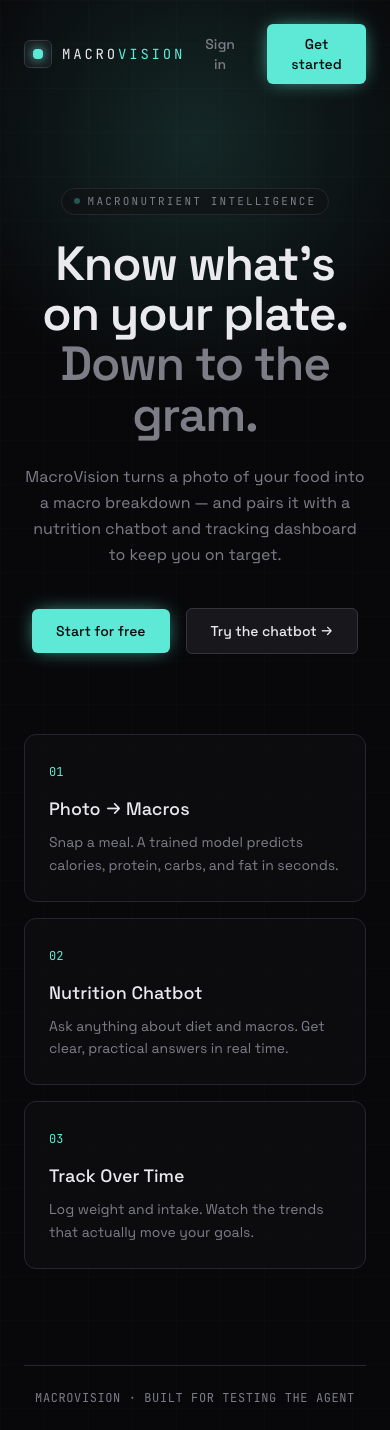 MACROVISION
Sign
in
Get
started
MACRONUTRIENT INTELLIGENCE
Know what’s
on your plate.
Down to the
gram.
MacroVision turns a photo of your food into
a macro breakdown — and pairs it with a
nutrition chatbot and tracking dashboard
to keep you on target.
Start for free
Try the chatbot →
01
Photo → Macros
Snap a meal. A trained model predicts
calories, protein, carbs, and fat in seconds.
02
Nutrition Chatbot
Ask anything about diet and macros. Get
clear, practical answers in real time.
03
Track Over Time
Log weight and intake. Watch the trends
that actually move your goals.
MACROVISION · BUILT FOR TESTING THE AGENT